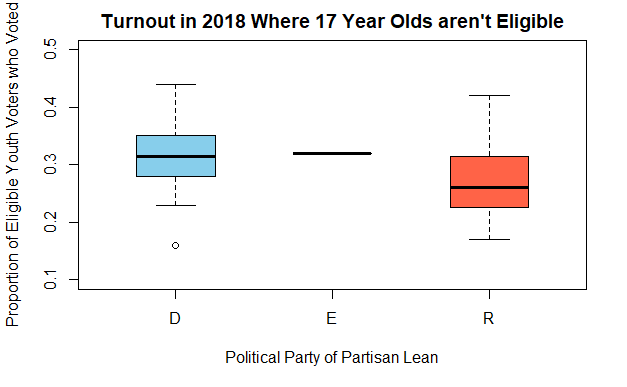 Turnout in 2018 Where 17 Year Olds aren't Eligible
Proportion of Eligible Youth Voters who Voted
0.5
0.4
0.3
0.2
0.1
D E R
Political Party of Partisan Lean